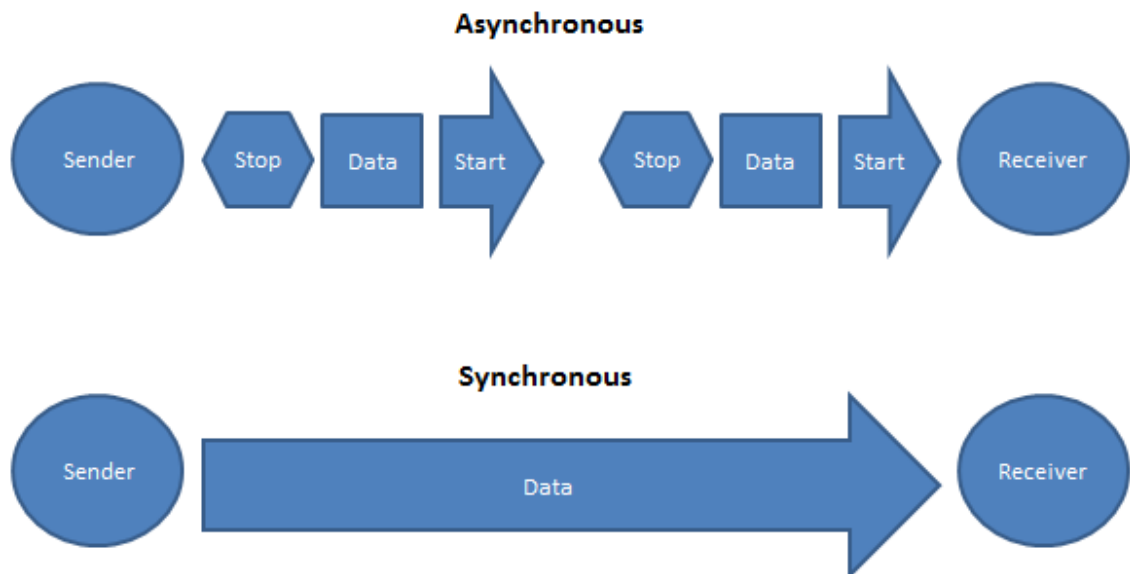 Asynchronous
Sender Stop Data Start Stop Data Start Receiver
Synchronous
Sender Data Receiver